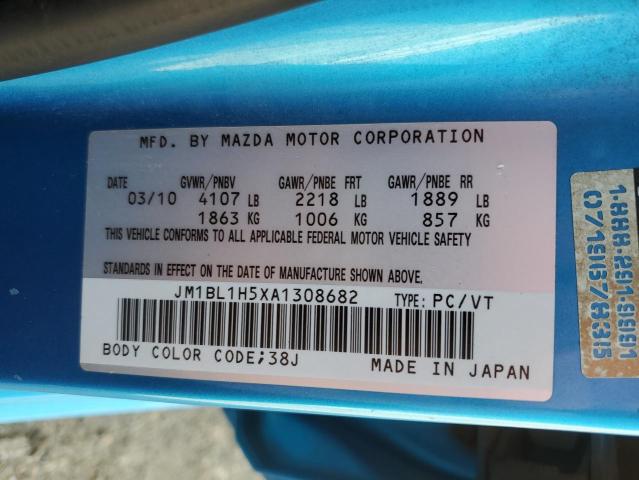 MFD. BY MAZDA MOTOR CORPORATION
DATE GVWR/PNBV GAWR/PNBE FRT GAWR/PNBE RR
03/10 4107 LB 2218 LB 1889 LB
1863 KG 1006 KG 857 KG
THIS VEHICLE CONFORMS TO ALL APPLICABLE FEDERAL MOTOR VEHICLE SAFETY
STANDARDS IN EFFECT ON THE DATE OF MANUFACTURE SHOWN ABOVE.
JM1BL1H5XA1308682 TYPE: PC/VT
BODY COLOR CODE;38J MADE IN JAPAN